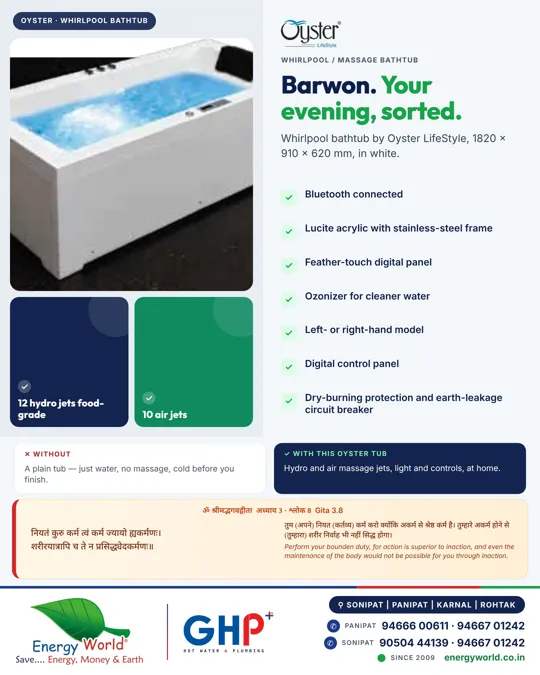 OYSTER · WHIRLPOOL BATHTUB
Oyster®
LifeStyle
WHIRLPOOL / MASSAGE BATHTUB
Barwon. Your
evening, sorted.
Whirlpool bathtub by Oyster LifeStyle, 1820 ×
910 × 620 mm, in white.
Bluetooth connected
Lucite acrylic with stainless-steel frame
Feather-touch digital panel
Ozonizer for cleaner water
Left- or right-hand model
Digital control panel
Dry-burning protection and earth-leakage
circuit breaker
12 hydro jets food-
grade
10 air jets
× WITHOUT
A plain tub — just water, no massage, cold before you
finish.
✓ WITH THIS OYSTER TUB
Hydro and air massage jets, light and controls, at home.
ॐ श्रीमद्भगवद्गीता अध्याय 3 · श्लोक 8 Gita 3.8
नियतं कुरु कर्म त्वं कर्म ज्यायो ह्यकर्मणः।
शरीरयात्रापि च ते न प्रसिद्ध्येदकर्मणः॥
तुम (अपने) नियत (कर्तव्य) कर्म करो क्योंकि अकर्म से श्रेष्ठ कर्म है। तुम्हारे अकर्म होने से
(तुम्हारा) शरीर निर्वाह भी नहीं सिद्ध होगा।
Perform your bounden duty, for action is superior to inaction, and even the
maintenance of the body would not be possible for you through inaction.
Energy World®
Save.... Energy, Money & Earth
GHP+
HOT WATER & PLUMBING
SONIPAT | PANIPAT | KARNAL | ROHTAK
PANIPAT 94666 00611 · 94667 01242
SONIPAT 90504 44139 · 94667 01242
SINCE 2009 energyworld.co.in